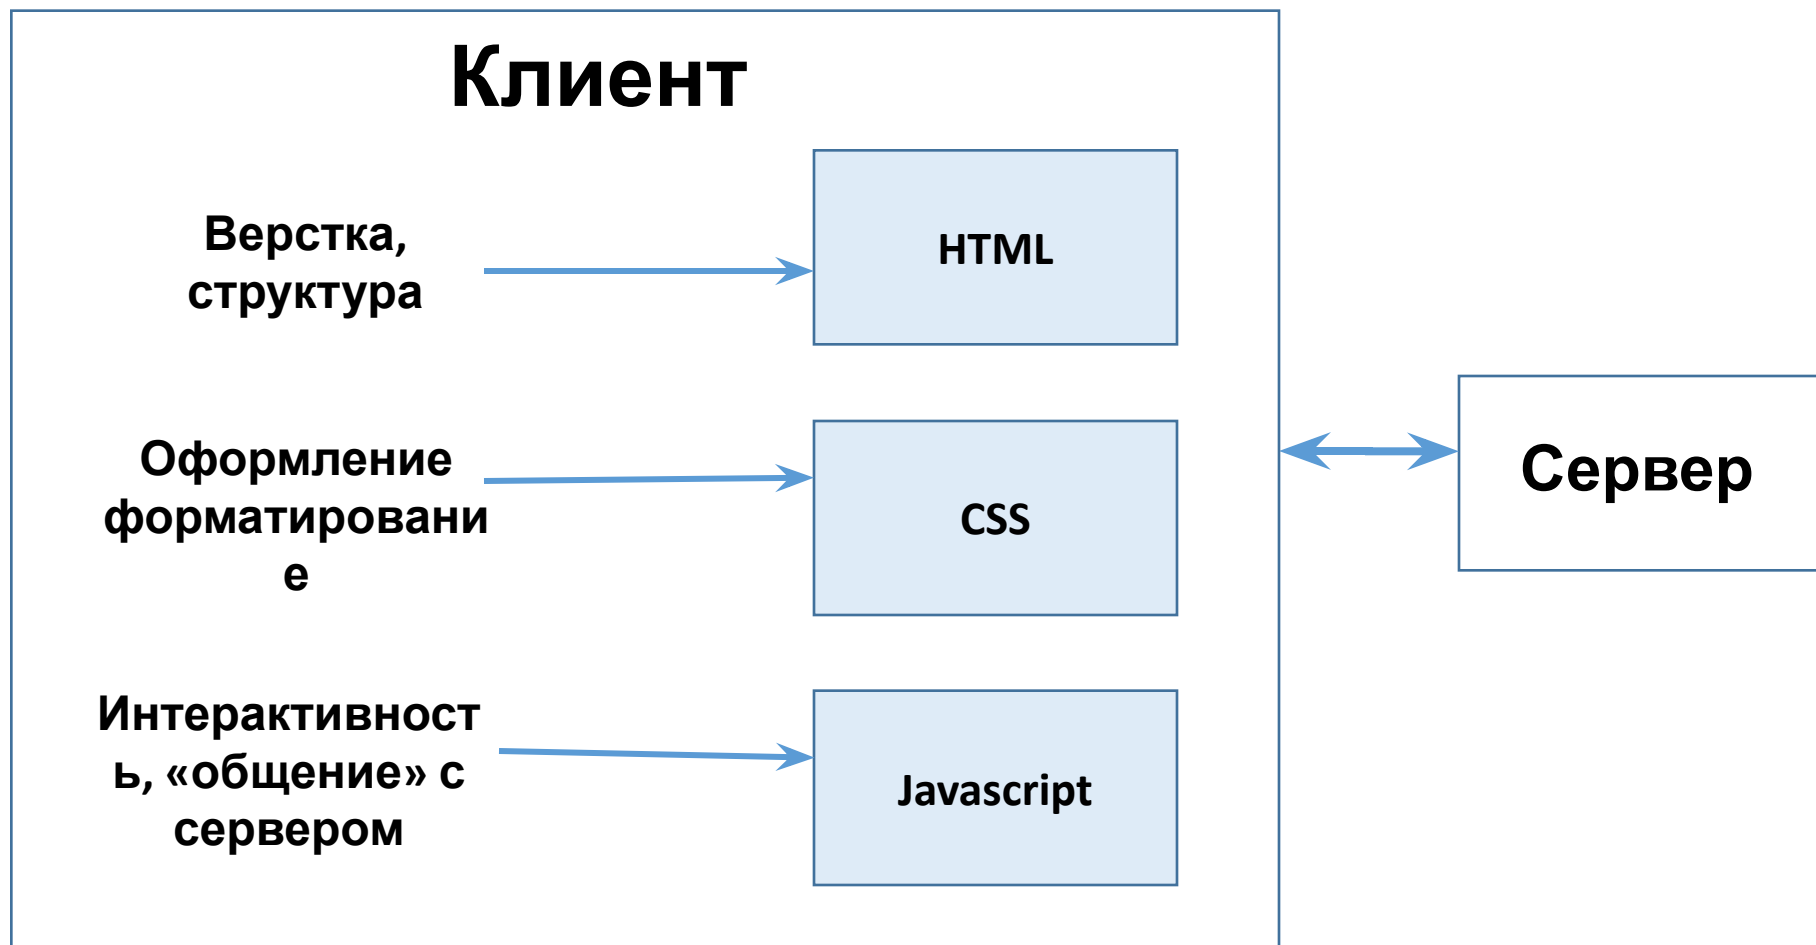 Клиент
Верстка,
структура
HTML
Оформление
форматировани
е
CSS
Интерактивност
ь, «общение» с
сервером
Javascript
Сервер